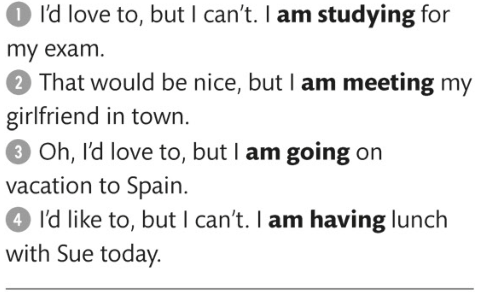 1 I'd love to, but I can't. I am studying for
my exam.
2 That would be nice, but I am meeting my
girlfriend in town.
3 Oh, I'd love to, but I am going on
vacation to Spain.
4 I'd like to, but I can't. I am having lunch
with Sue today.